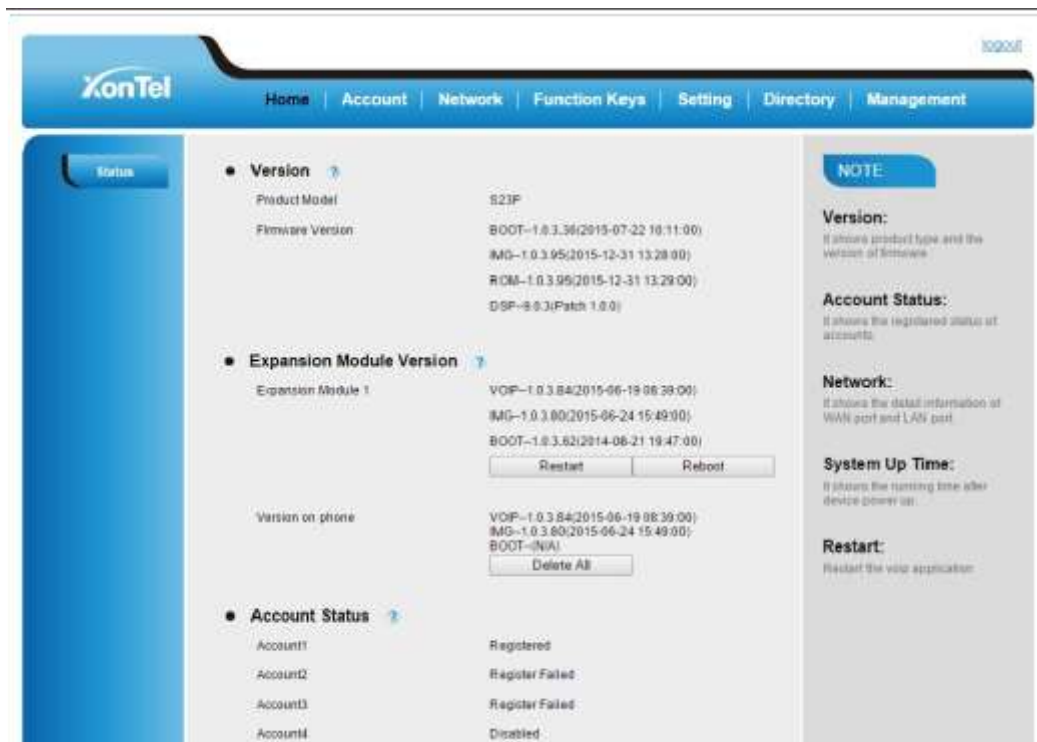 logout
XonTel
Home | Account | Network | Function Keys | Setting | Directory | Management
Status
Version ?
Product Model S23P
Firmware Version BOOT--1.0.3.36(2015-07-22 10:11:00)
IMG--1.0.3.95(2015-12-31 13:28:00)
ROM--1.0.3.95(2015-12-31 13:29:00)
DSP--9.0.3(Patch 1.0.0)
Expansion Module Version ?
Expansion Module 1 VOIP--1.0.3.84(2015-06-19 08:39:00)
IMG--1.0.3.80(2015-06-24 15:49:00)
BOOT--1.0.3.62(2014-08-21 19:47:00)
Restart Reboot
Version on phone VOIP--1.0.3.84(2015-06-19 08:39:00)
IMG--1.0.3.80(2015-06-24 15:49:00)
BOOT--(N/A)
Delete All
Account Status ?
Account1 Registered
Account2 Register Failed
Account3 Register Failed
Account4 Disabled
NOTE
Version:
It shows product type and the
version of firmware
Account Status:
It shows the registered status of
accounts.
Network:
It shows the detail information of
WAN port and LAN port.
System Up Time:
It shows the running time after
device power up.
Restart:
Restart the voip application